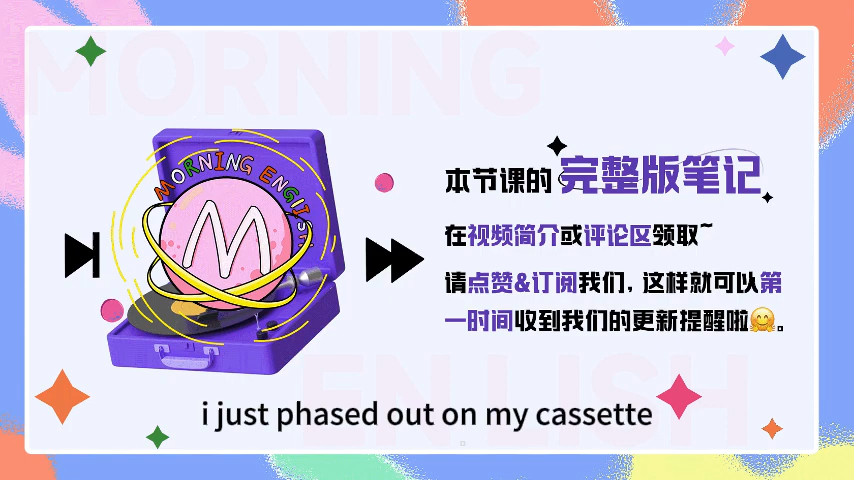 MORNING
MORNING ENGLISH
M
本节课的 完整版笔记
在视频简介或评论区领取~
请点赞&订阅我们，这样就可以第
一时间收到我们的更新提醒啦🤗。
EN LISH
i just phased out on my cassette